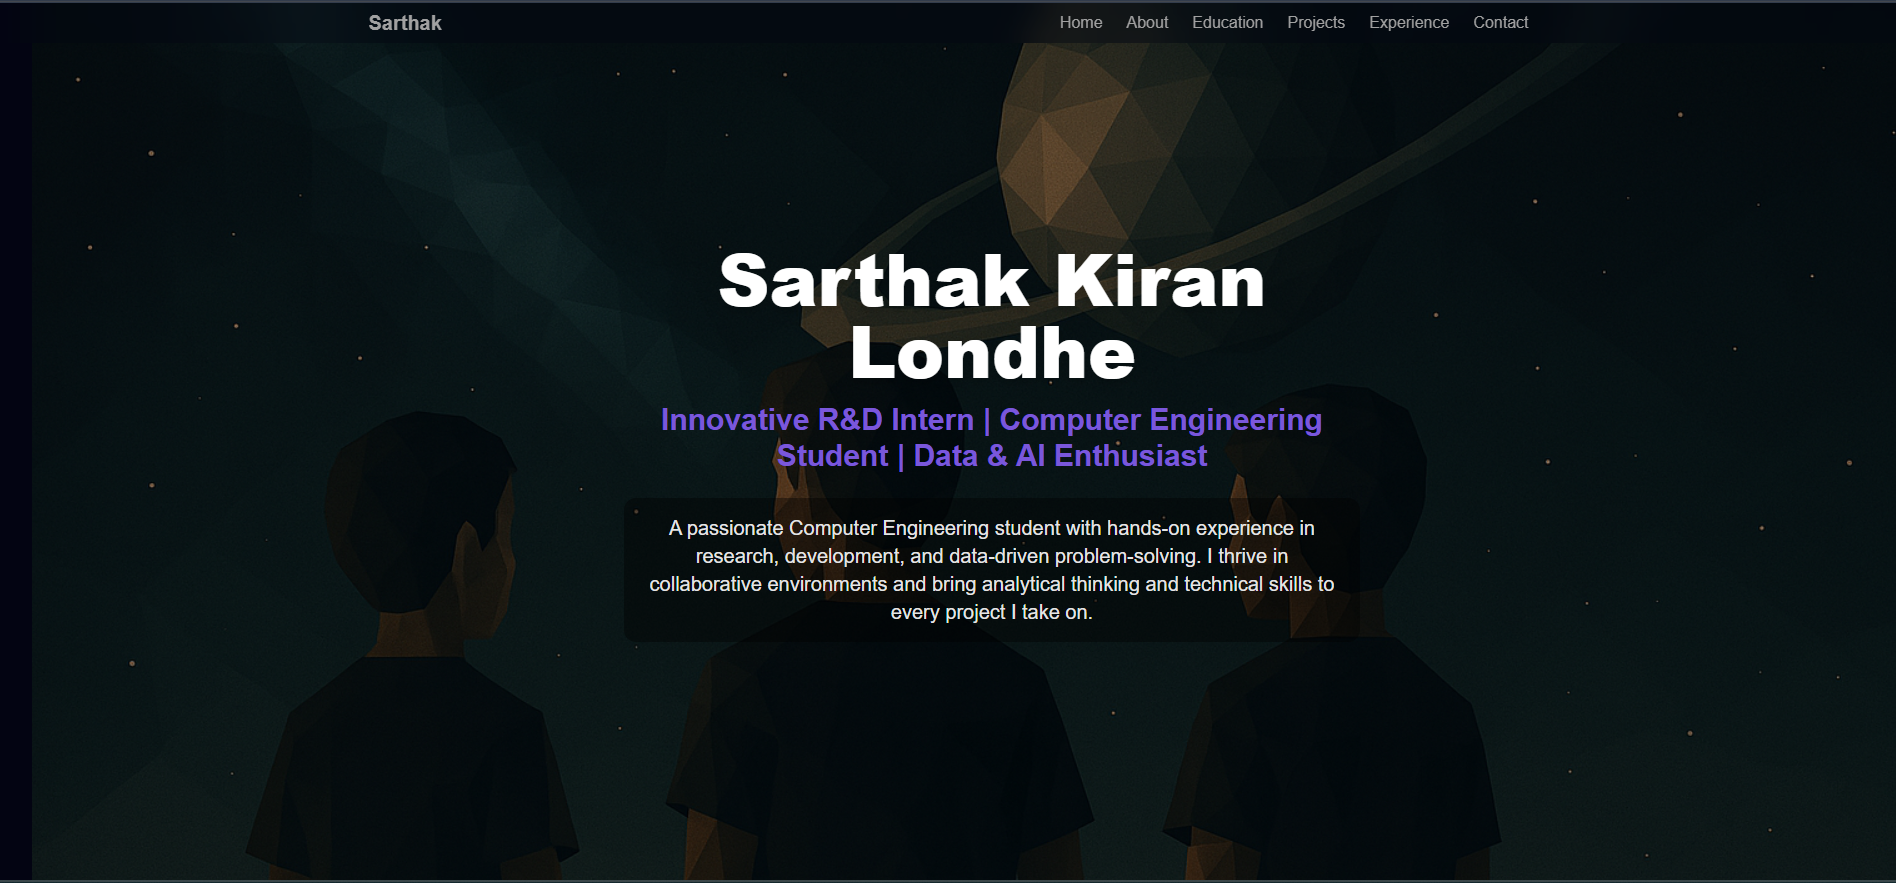 Sarthak
Home About Education Projects Experience Contact
Sarthak Kiran
Londhe
Innovative R&D Intern | Computer Engineering
Student | Data & AI Enthusiast
A passionate Computer Engineering student with hands-on experience in
research, development, and data-driven problem-solving. I thrive in
collaborative environments and bring analytical thinking and technical skills to
every project I take on.